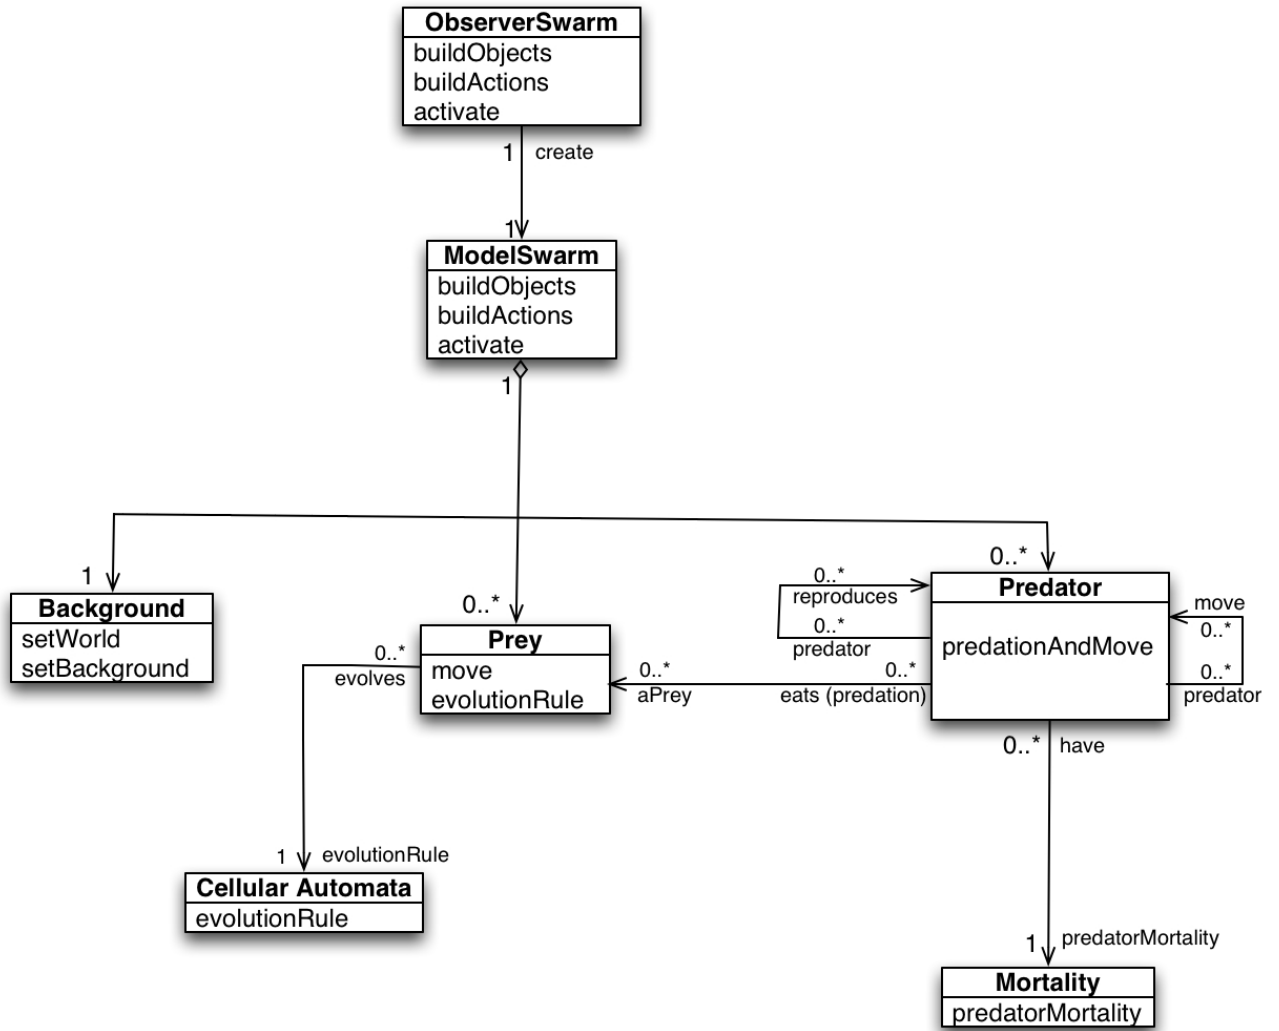 ObserverSwarm
buildObjects
buildActions
activate
1 create
1
ModelSwarm
buildObjects
buildActions
activate
1
1
Background
setWorld
setBackground
0..*
Prey
move
evolutionRule
0..*
evolves
0..*
Predator
predationAndMove
0..*
reproduces
0..*
predator
0..*
aPrey
0..*
eats (predation)
move
0..*
0..*
predator
0..* have
1 evolutionRule
Cellular Automata
evolutionRule
1 predatorMortality
Mortality
predatorMortality